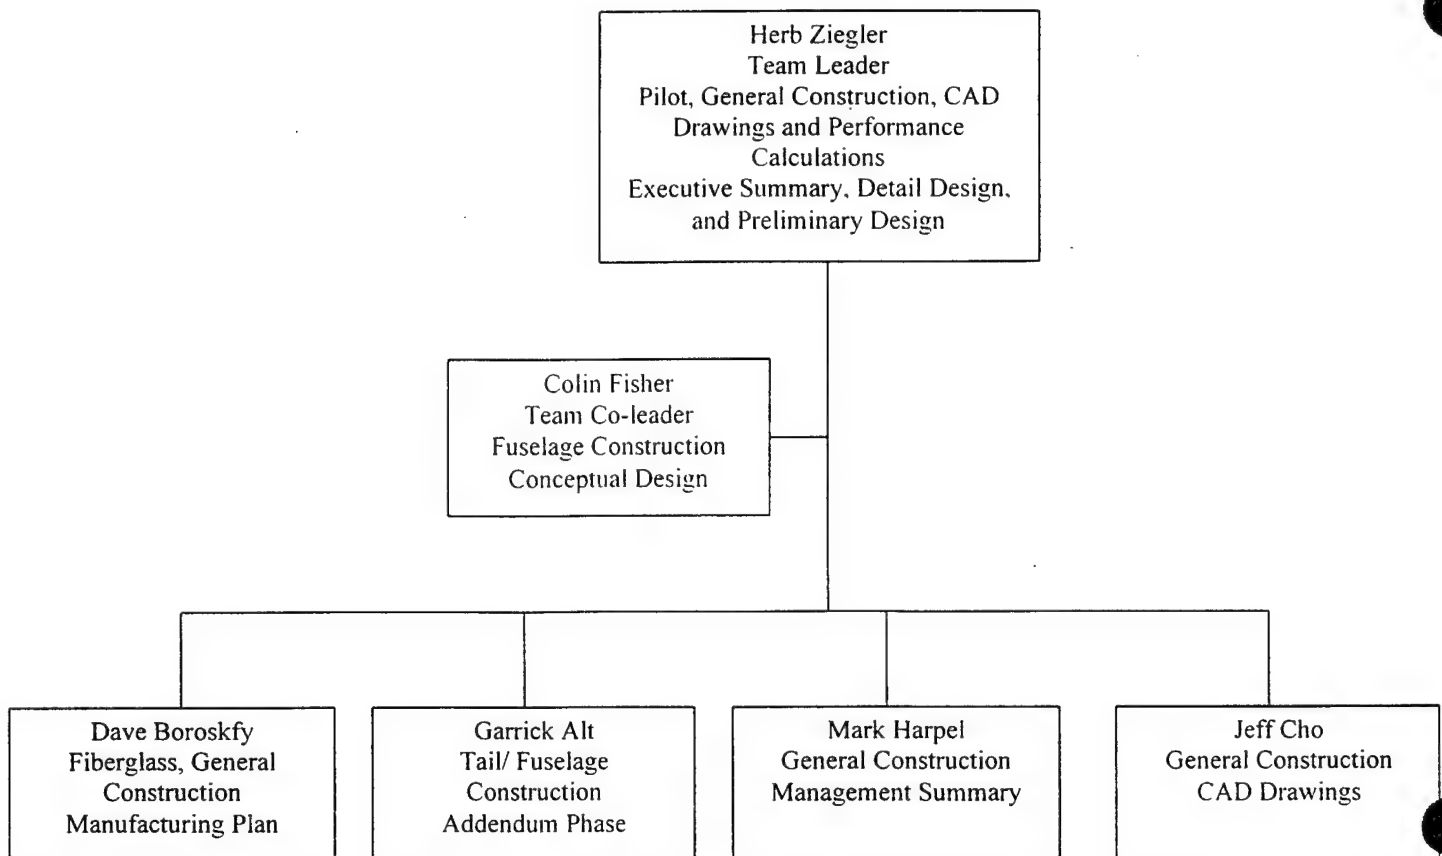 Herb Ziegler
Team Leader
Pilot, General Construction, CAD
Drawings and Performance
Calculations
Executive Summary, Detail Design,
and Preliminary Design
Colin Fisher
Team Co-leader
Fuselage Construction
Conceptual Design
Dave Boroskfy
Fiberglass, General
Construction
Manufacturing Plan
Garrick Alt
Tail/ Fuselage
Construction
Addendum Phase
Mark Harpel
General Construction
Management Summary
Jeff Cho
General Construction
CAD Drawings